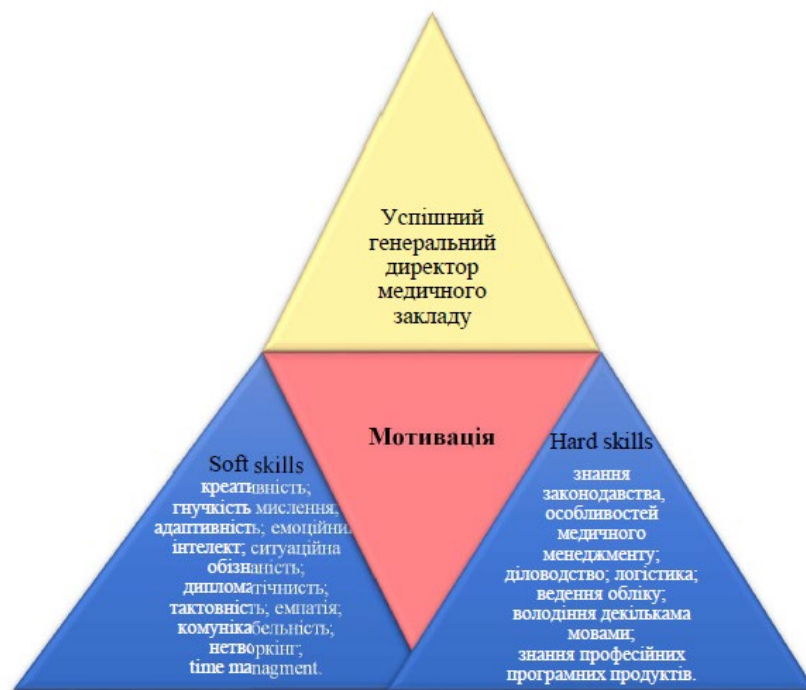 Успішний
генеральний
директор
медичного
закладу
Мотивація
Soft skills
креативність;
гнучкість мислення;
адаптивність; емоційний
інтелект; ситуаційна
обізнаність;
дипломатічнисть;
тактовність; емпатія;
комунікабельність;
нетворкінг;
time managment.
Hard skills
знання
законодавства,
особливостей
медичного
менеджменту;
діловодство; логістика;
ведення обліку;
володіння декількама
мовами;
знання професійних
програмних продуктів.